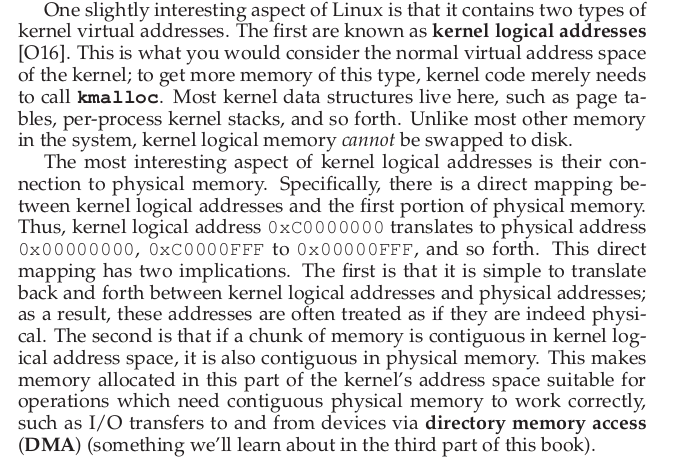 One slightly interesting aspect of Linux is that it contains two types of
kernel virtual addresses. The first are known as kernel logical addresses
[O16]. This is what you would consider the normal virtual address space
of the kernel; to get more memory of this type, kernel code merely needs
to call kmalloc. Most kernel data structures live here, such as page ta-
bles, per-process kernel stacks, and so forth. Unlike most other memory
in the system, kernel logical memory cannot be swapped to disk.
The most interesting aspect of kernel logical addresses is their con-
nection to physical memory. Specifically, there is a direct mapping be-
tween kernel logical addresses and the first portion of physical memory.
Thus, kernel logical address 0xC0000000 translates to physical address
0x00000000, 0xC0000FFF to 0x00000FFF, and so forth. This direct
mapping has two implications. The first is that it is simple to translate
back and forth between kernel logical addresses and physical addresses;
as a result, these addresses are often treated as if they are indeed physi-
cal. The second is that if a chunk of memory is contiguous in kernel log-
ical address space, it is also contiguous in physical memory. This makes
memory allocated in this part of the kernel's address space suitable for
operations which need contiguous physical memory to work correctly,
such as I/O transfers to and from devices via directory memory access
(DMA) (something we'll learn about in the third part of this book).